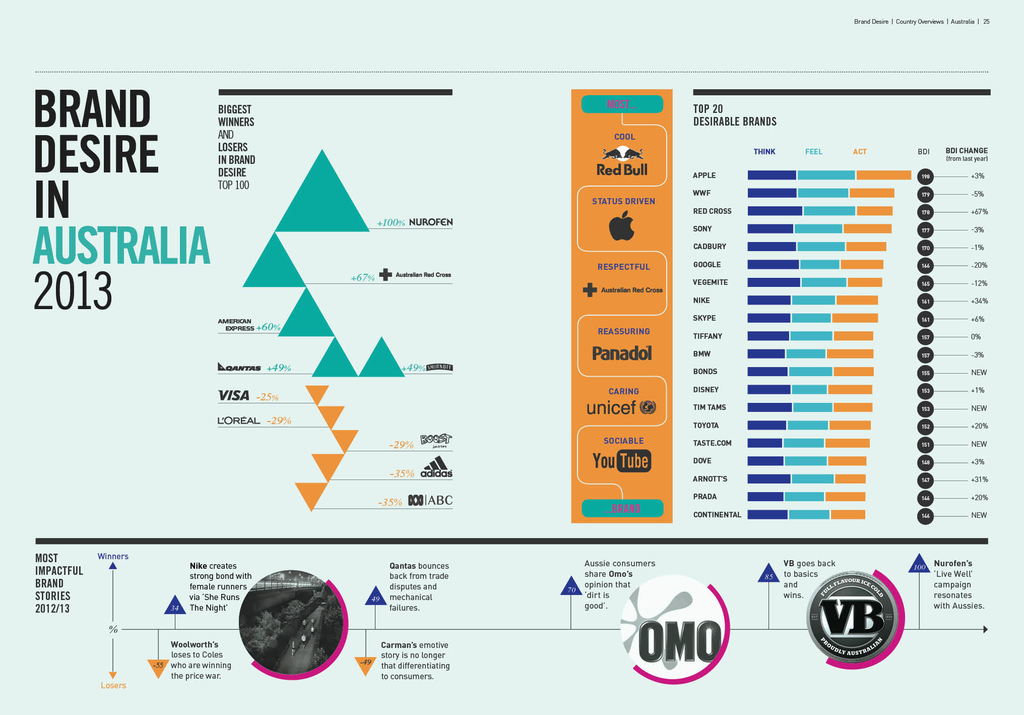 Brand Desire | Country Overviews | Australia | 25
BRAND
DESIRE
IN
AUSTRALIA
2013
BIGGEST
WINNERS
AND
LOSERS
IN BRAND
DESIRE
TOP 100
+100% NUROFEN
+67% Australian Red Cross
AMERICAN
EXPRESS +60%
QANTAS +49%
+49% SMIRNOFF
VISA -25%
L'ORÉAL -29%
-29% BOOST
-35% adidas
-35% ABC
MOST...
COOL
Red Bull
STATUS DRIVEN
RESPECTFUL
Australian Red Cross
REASSURING
Panadol
CARING
unicef
SOCIABLE
YouTube
...BRAND
TOP 20
DESIRABLE BRANDS
THINK FEEL ACT BDI BDI CHANGE
(from last year)
APPLE 198 +3%
WWF 179 -5%
RED CROSS 178 +67%
SONY 177 -3%
CADBURY 170 -1%
GOOGLE 166 -20%
VEGEMITE 165 -12%
NIKE 161 +34%
SKYPE 161 +6%
TIFFANY 157 0%
BMW 157 -3%
BONDS 155 NEW
DISNEY 153 +1%
TIM TAMS 153 NEW
TOYOTA 152 +20%
TASTE.COM 151 NEW
DOVE 148 +3%
ARNOTT'S 147 +31%
PRADA 146 +20%
CONTINENTAL 146 NEW
MOST
IMPACTFUL
BRAND
STORIES
2012/13
Winners
%
Losers
Nike creates
strong bond with
female runners
via 'She Runs
The Night'
34
Woolworth's
loses to Coles
who are winning
the price war.
-55
Qantas bounces
back from trade
disputes and
mechanical
failures.
49
Carman's emotive
story is no longer
that differentiating
to consumers.
-49
Aussie consumers
share Omo's
opinion that
'dirt is
good'.
70
OMO
VB goes back
to basics
and
wins.
85
FULL FLAVOUR ICE COLD
VB
PROUDLY AUSTRALIAN
Nurofen's
'Live Well'
campaign
resonates
with Aussies.
100